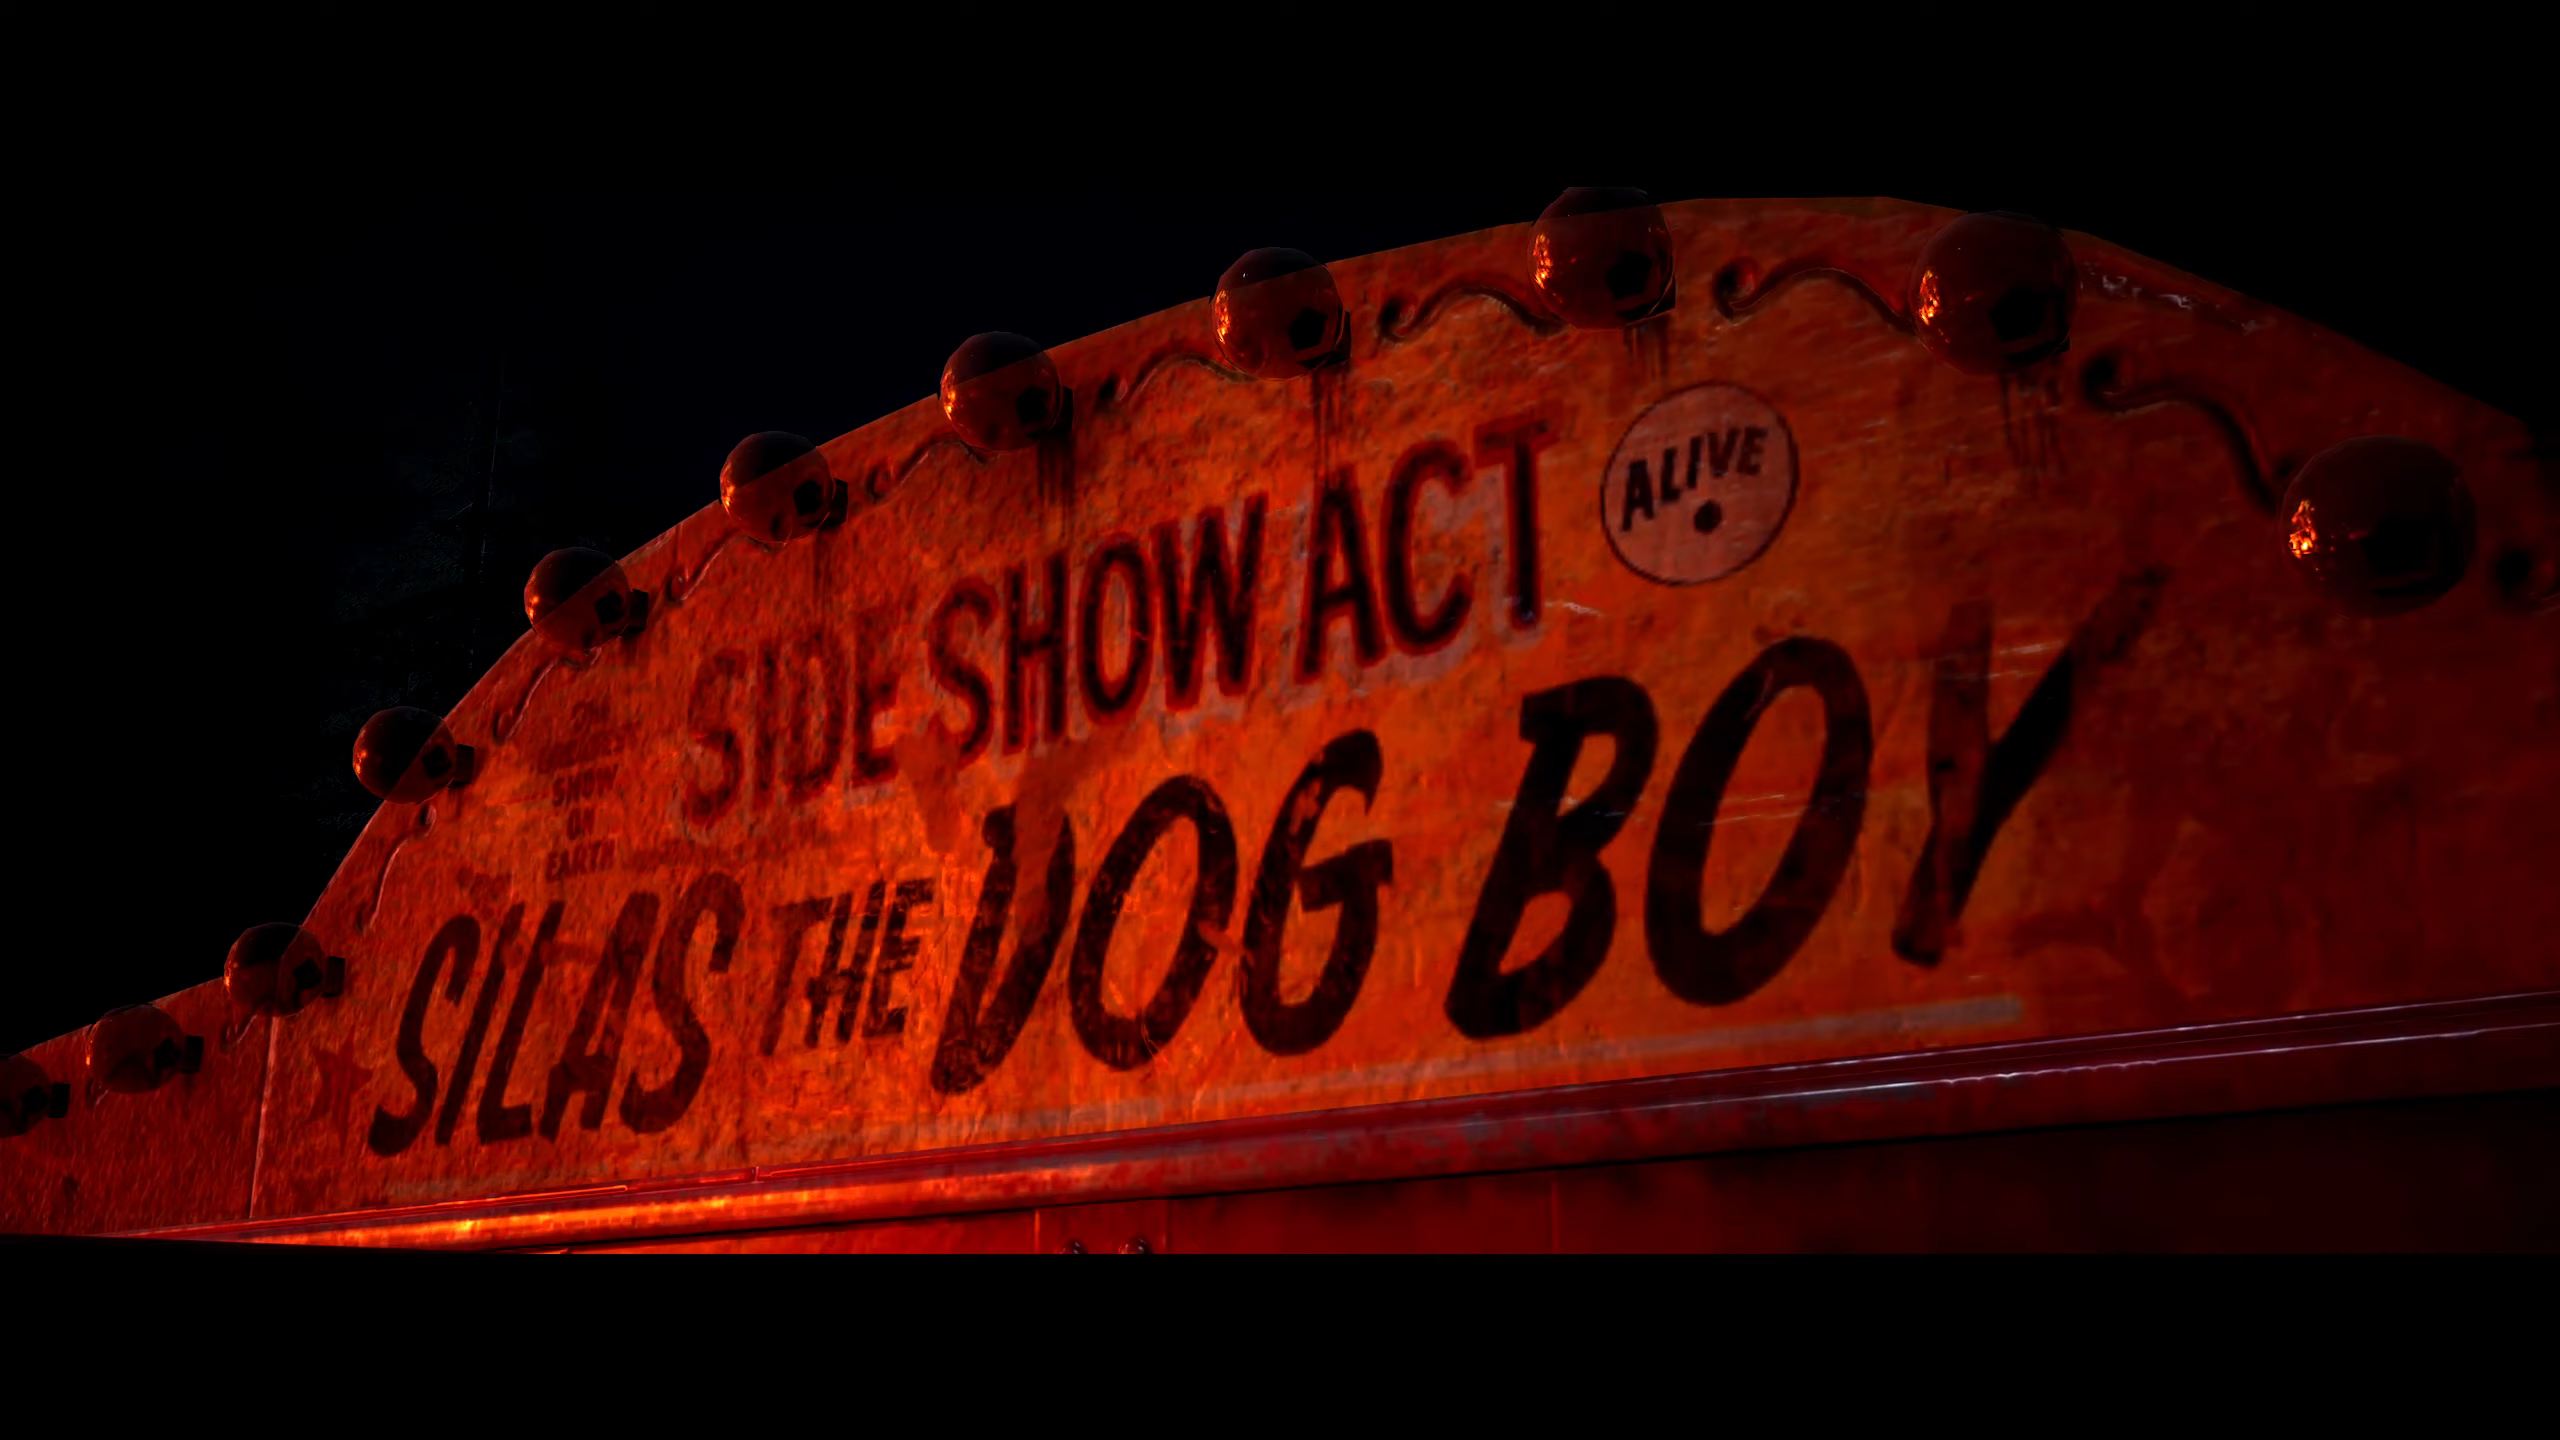 SIDE SHOW ACT
ALIVE
SHOW
ON
EARTH
SILAS THE DOG BOY